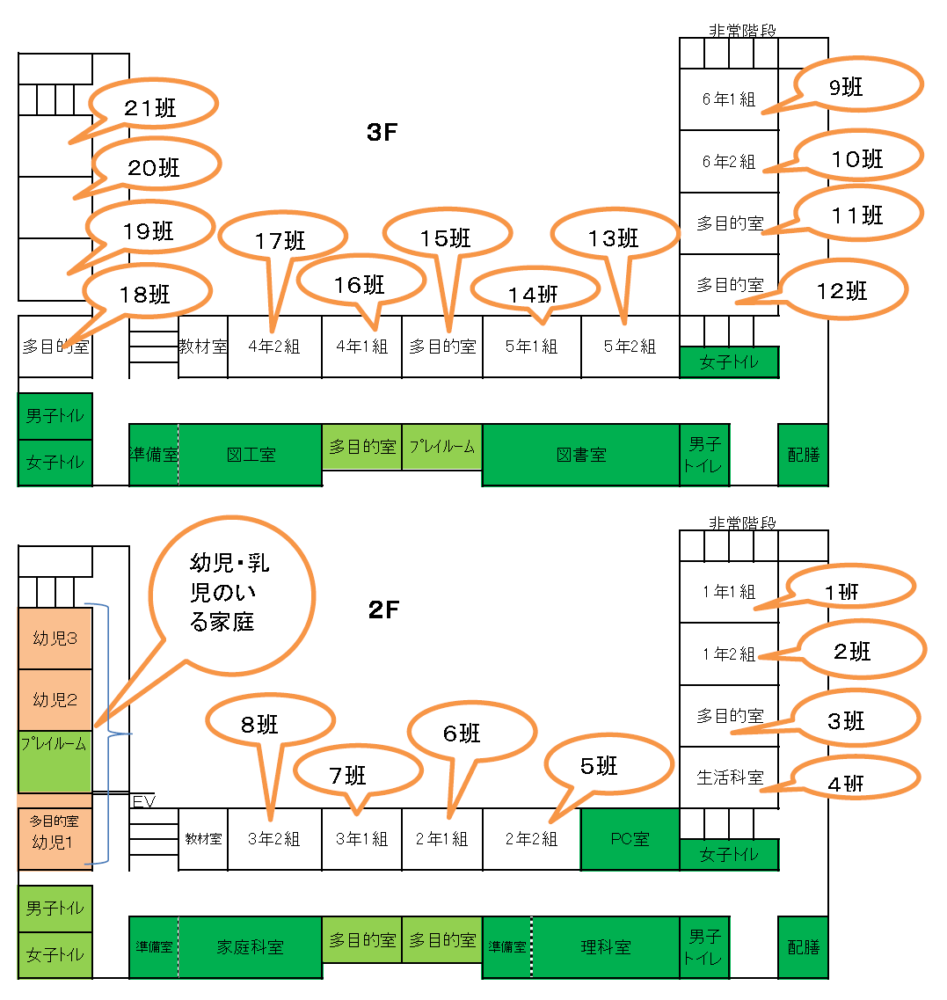 非常階段
21班
9班
6年1組
3F
20班
6年2組
10班
19班
17班
15班
13班
多目的室
11班
18班
16班
14班
多目的室
12班
多目的室
教材室
4年2組
4年1組
多目的室
5年1組
5年2組
女子トイレ
男子トイレ
女子トイレ
準備室
図工室
多目的室
プレイルーム
図書室
男子
トイレ
配膳
非常階段
幼児・乳
児のい
る家庭
2F
1年1組
1班
幼児3
1年2組
2班
幼児2
8班
6班
多目的室
3班
プレイルーム
7班
5班
生活科室
4班
EV
多目的室
幼児1
教材室
3年2組
3年1組
2年1組
2年2組
PC室
女子トイレ
男子トイレ
女子トイレ
準備室
家庭科室
多目的室
多目的室
準備室
理科室
男子
トイレ
配膳